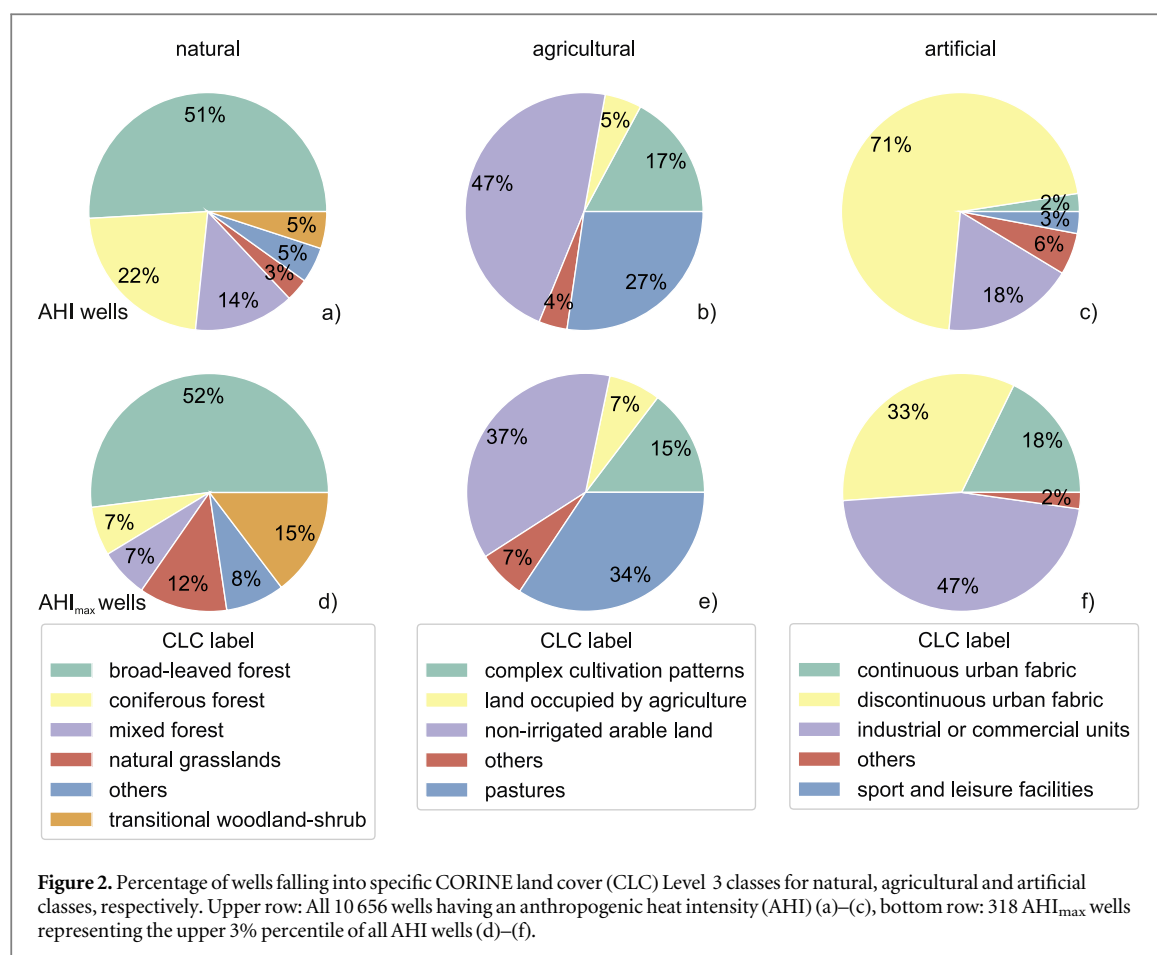 natural
agricultural
artificial
51%
22%
14%
3%
5%
5%
AHI wells
a)
5%
17%
47%
4%
27%
b)
71%
2%
3%
6%
18%
c)
52%
7%
7%
12%
8%
15%
AHImax wells
d)
7%
15%
37%
7%
34%
e)
33%
18%
2%
47%
f)
CLC label
broad-leaved forest
coniferous forest
mixed forest
natural grasslands
others
transitional woodland-shrub
CLC label
complex cultivation patterns
land occupied by agriculture
non-irrigated arable land
others
pastures
CLC label
continuous urban fabric
discontinuous urban fabric
industrial or commercial units
others
sport and leisure facilities
Figure 2. Percentage of wells falling into specific CORINE land cover (CLC) Level 3 classes for natural, agricultural and artificial
classes, respectively. Upper row: All 10 656 wells having an anthropogenic heat intensity (AHI) (a)–(c), bottom row: 318 AHImax wells
representing the upper 3% percentile of all AHI wells (d)–(f).